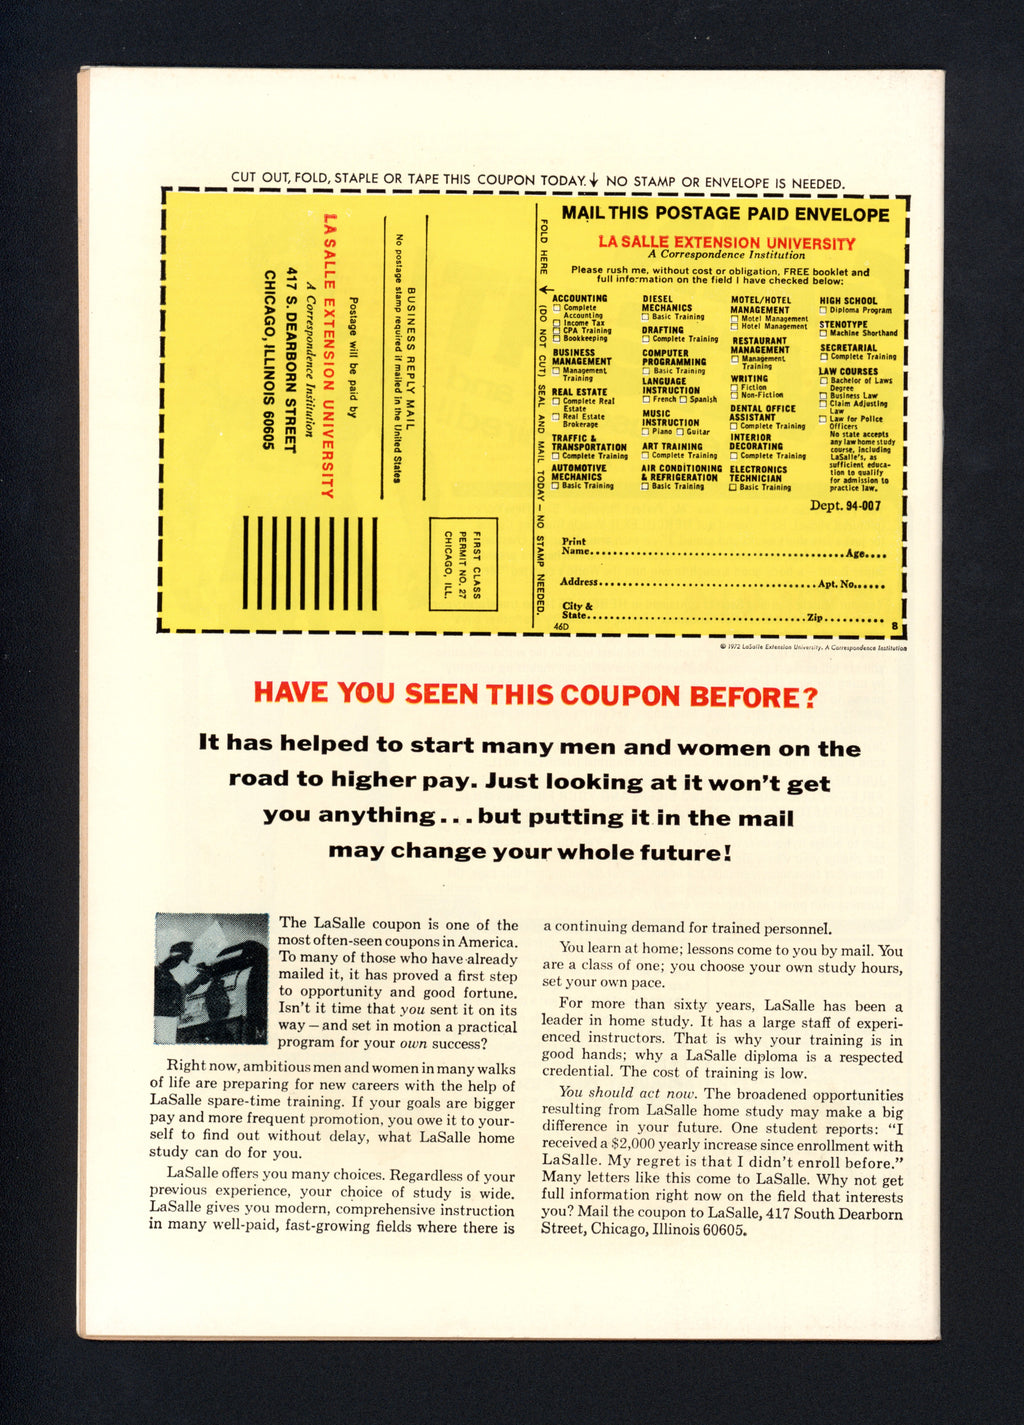 CUT OUT, FOLD, STAPLE OR TAPE THIS COUPON TODAY. ↓ NO STAMP OR ENVELOPE IS NEEDED.
LA SALLE EXTENSION UNIVERSITY
A Correspondence Institution
417 S. DEARBORN STREET
CHICAGO, ILLINOIS 60605
Postage will be paid by
BUSINESS REPLY MAIL
No postage stamp required if mailed in the United States
FIRST CLASS
PERMIT NO. 27
CHICAGO, ILL.
FOLD HERE ← (DO NOT CUT) SEAL AND MAIL TODAY — NO STAMP NEEDED.
MAIL THIS POSTAGE PAID ENVELOPE
LA SALLE EXTENSION UNIVERSITY
A Correspondence Institution
Please rush me, without cost or obligation, FREE booklet and
full information on the field I have checked below:
ACCOUNTING
☐ Complete
Accounting
☐ Income Tax
☐ CPA Training
☐ Bookkeeping
BUSINESS
MANAGEMENT
☐ Management
Training
REAL ESTATE
☐ Complete Real
Estate
☐ Real Estate
Brokerage
TRAFFIC &
TRANSPORTATION
☐ Complete Training
AUTOMOTIVE
MECHANICS
☐ Basic Training
DIESEL
MECHANICS
☐ Basic Training
DRAFTING
☐ Complete Training
COMPUTER
PROGRAMMING
☐ Basic Training
LANGUAGE
INSTRUCTION
☐ French ☐ Spanish
MUSIC
INSTRUCTION
☐ Piano ☐ Guitar
ART TRAINING
☐ Complete Training
AIR CONDITIONING
& REFRIGERATION
☐ Basic Training
MOTEL/HOTEL
MANAGEMENT
☐ Motel Management
☐ Hotel Management
RESTAURANT
MANAGEMENT
☐ Management
Training
WRITING
☐ Fiction
☐ Non-Fiction
DENTAL OFFICE
ASSISTANT
☐ Complete Training
INTERIOR
DECORATING
☐ Complete Training
ELECTRONICS
TECHNICIAN
☐ Basic Training
HIGH SCHOOL
☐ Diploma Program
STENOTYPE
☐ Machine Shorthand
SECRETARIAL
☐ Complete Training
LAW COURSES
☐ Bachelor of Laws
Degree
☐ Business Law
☐ Claim Adjusting
Law
☐ Law for Police
Officers
No state accepts
any law home study
course, including
LaSalle's, as
sufficient educa-
tion to qualify
for admission to
practice law.
Dept. 94-007
Print
Name.......... Age....
Address.......... Apt. No......
City &
State.......... Zip..........
46D 8
© 1972 LaSalle Extension University, A Correspondence Institution
HAVE YOU SEEN THIS COUPON BEFORE?
It has helped to start many men and women on the
road to higher pay. Just looking at it won't get
you anything... but putting it in the mail
may change your whole future!
The LaSalle coupon is one of the
most often-seen coupons in America.
To many of those who have already
mailed it, it has proved a first step
to opportunity and good fortune.
Isn't it time that you sent it on its
way — and set in motion a practical
program for your own success?
Right now, ambitious men and women in many walks
of life are preparing for new careers with the help of
LaSalle spare-time training. If your goals are bigger
pay and more frequent promotion, you owe it to your-
self to find out without delay, what LaSalle home
study can do for you.
LaSalle offers you many choices. Regardless of your
previous experience, your choice of study is wide.
LaSalle gives you modern, comprehensive instruction
in many well-paid, fast-growing fields where there is
a continuing demand for trained personnel.
You learn at home; lessons come to you by mail. You
are a class of one; you choose your own study hours,
set your own pace.
For more than sixty years, LaSalle has been a
leader in home study. It has a large staff of experi-
enced instructors. That is why your training is in
good hands; why a LaSalle diploma is a respected
credential. The cost of training is low.
You should act now. The broadened opportunities
resulting from LaSalle home study may make a big
difference in your future. One student reports: "I
received a $2,000 yearly increase since enrollment with
LaSalle. My regret is that I didn't enroll before."
Many letters like this come to LaSalle. Why not get
full information right now on the field that interests
you? Mail the coupon to LaSalle, 417 South Dearborn
Street, Chicago, Illinois 60605.